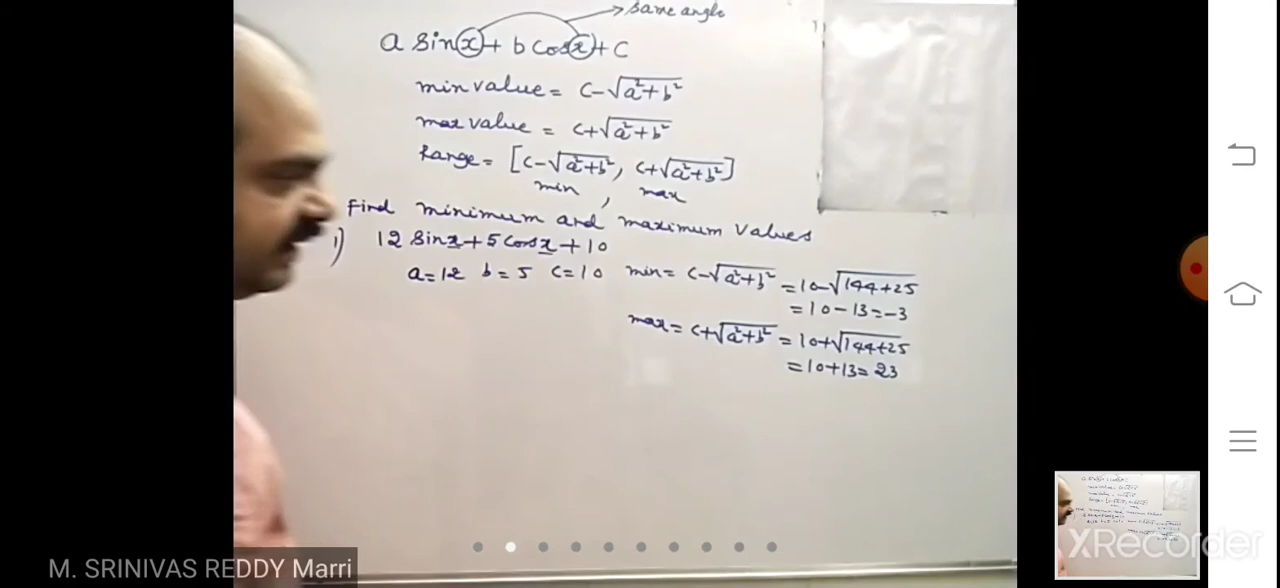 same angle
a sin x + b cos x + c
min value = c-√a²+b²
max value = c+√a²+b²
Range = [c-√a²+b², c+√a²+b²]
min , max
Find minimum and maximum values
1) 12 sinx + 5 cosx + 10
a=12 b=5 c=10 min= c-√a²+b² = 10-√144+25
= 10-13=-3
max = c+√a²+b² = 10+√144+25
= 10+13= 23
M. SRINIVAS REDDY Marri
XRecorder